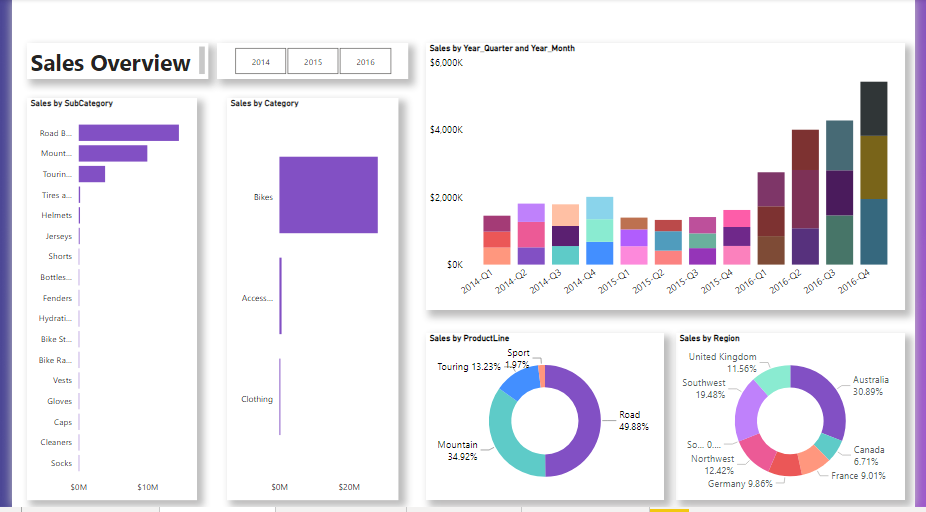 Sales Overview
2014
2015
2016
Sales by SubCategory
Road B...
Mount...
Tourin...
Tires a...
Helmets
Jerseys
Shorts
Bottles...
Fenders
Hydrati...
Bike St...
Bike Ra...
Vests
Gloves
Caps
Cleaners
Socks
$0M
$10M
Sales by Category
Bikes
Access...
Clothing
$0M
$20M
Sales by Year_Quarter and Year_Month
$6,000K
$4,000K
$2,000K
$0K
2014-Q1
2014-Q2
2014-Q3
2014-Q4
2015-Q1
2015-Q2
2015-Q3
2015-Q4
2016-Q1
2016-Q2
2016-Q3
2016-Q4
Sales by ProductLine
Sport
1.97%
Touring 13.23%
Road
49.88%
Mountain
34.92%
Sales by Region
United Kingdom
11.56%
Southwest
19.48%
Australia
30.89%
So... 0....
Northwest
12.42%
Canada
6.71%
France 9.01%
Germany 9.86%